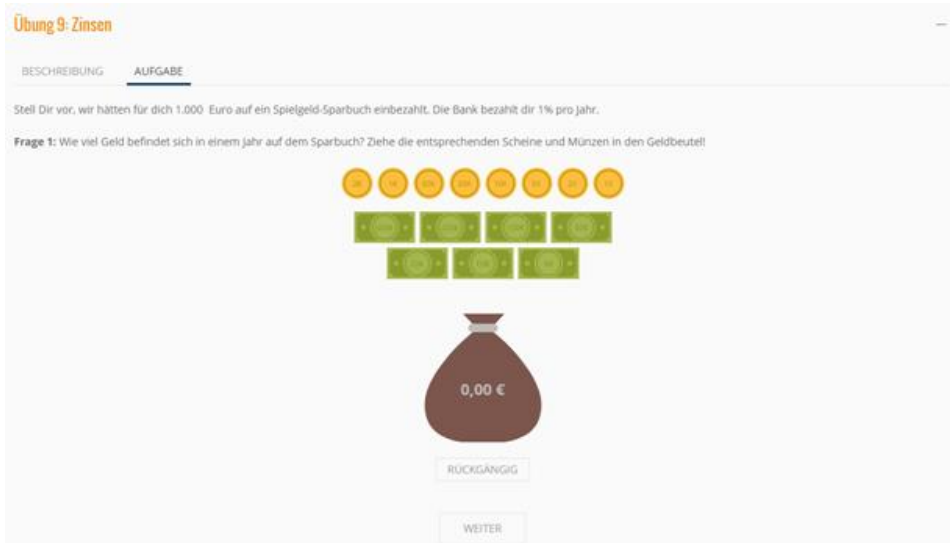 Übung 9: Zinsen
BESCHREIBUNG AUFGABE
Stell Dir vor, wir hätten für dich 1.000 Euro auf ein Spielgeld-Sparbuch einbezahlt. Die Bank bezahlt dir 1% pro Jahr.
Frage 1: Wie viel Geld befindet sich in einem Jahr auf dem Sparbuch? Ziehe die entsprechenden Scheine und Münzen in den Geldbeutel!
0,00 €
RÜCKGÄNGIG
WEITER